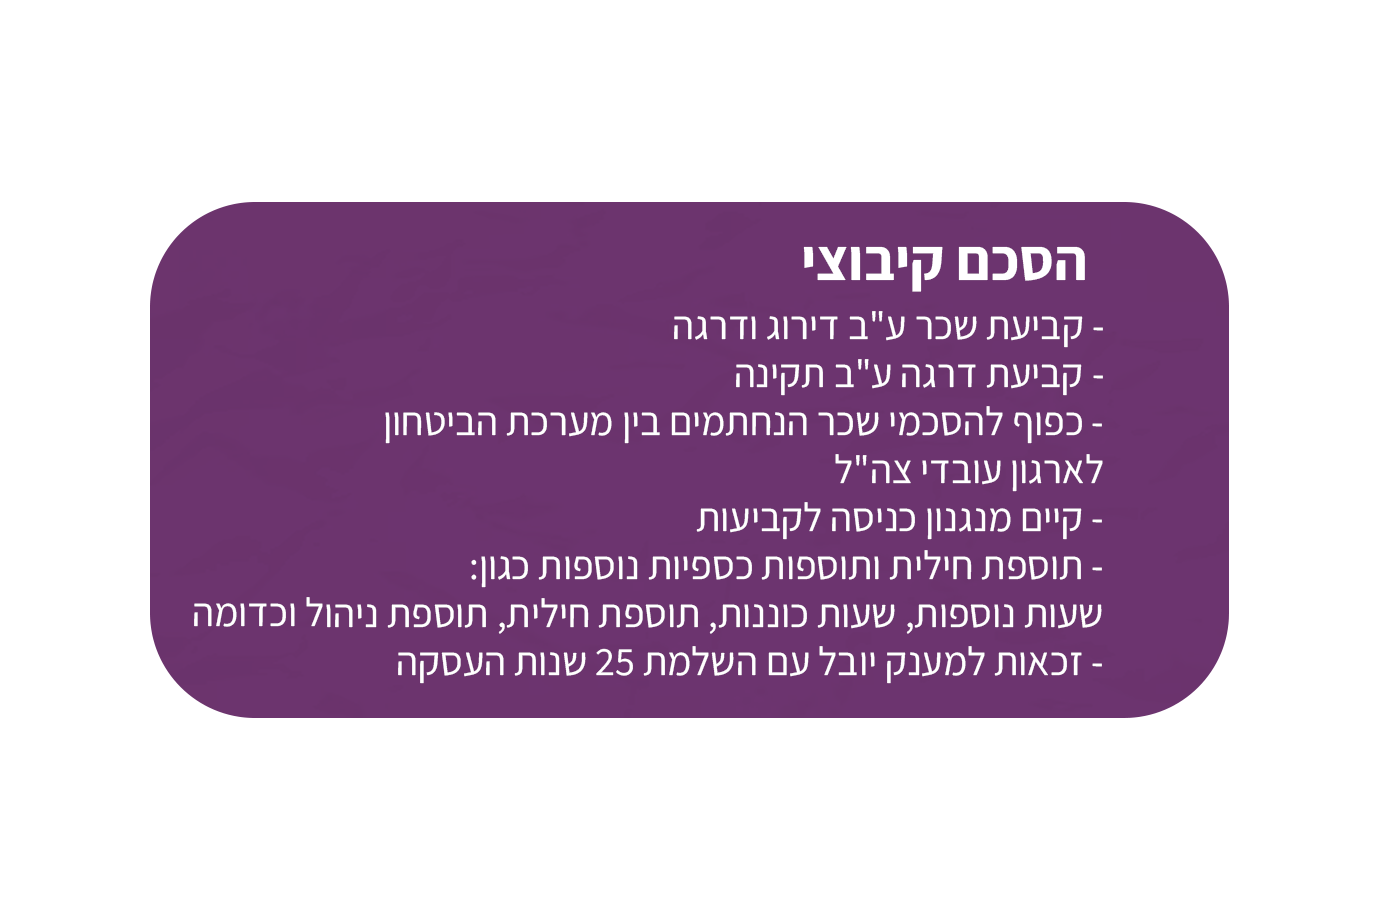 הסכם קיבוצי
- קביעת שכר ע"ב דירוג ודרגה
- קביעת דרגה ע"ב תקינה
- כפוף להסכמי שכר הנחתמים בין מערכת הביטחון
לארגון עובדי צה"ל
- קיים מנגנון כניסה לקביעות
- תוספת חילית ותוספות כספיות נוספות כגון:
שעות נוספות, שעות כוננות, תוספת חילית, תוספת ניהול וכדומה
- זכאות למענק יובל עם השלמת 25 שנות העסקה